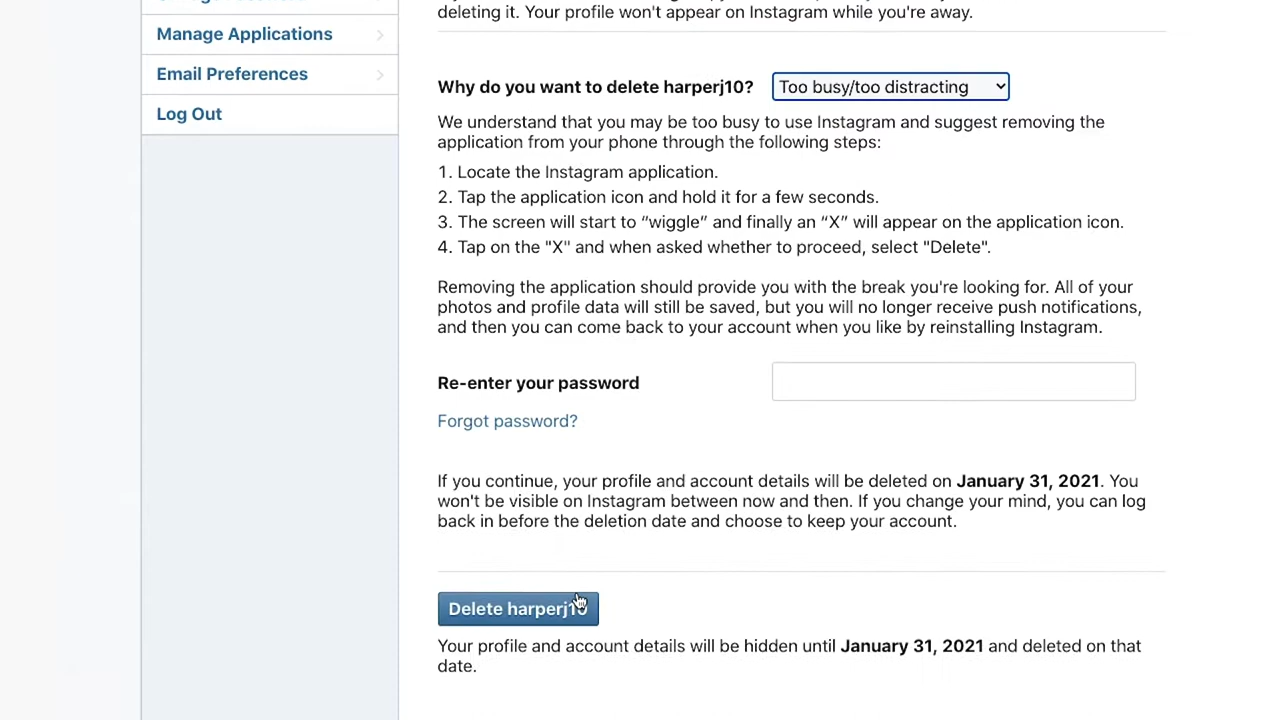 deleting it. Your profile won't appear on Instagram while you're away.
Manage Applications
Email Preferences
Log Out
Why do you want to delete harperj10? Too busy/too distracting
We understand that you may be too busy to use Instagram and suggest removing the
application from your phone through the following steps:
1. Locate the Instagram application.
2. Tap the application icon and hold it for a few seconds.
3. The screen will start to “wiggle” and finally an “X” will appear on the application icon.
4. Tap on the "X" and when asked whether to proceed, select "Delete".
Removing the application should provide you with the break you're looking for. All of your
photos and profile data will still be saved, but you will no longer receive push notifications,
and then you can come back to your account when you like by reinstalling Instagram.
Re-enter your password
Forgot password?
If you continue, your profile and account details will be deleted on January 31, 2021. You
won't be visible on Instagram between now and then. If you change your mind, you can log
back in before the deletion date and choose to keep your account.
Delete harperj10
Your profile and account details will be hidden until January 31, 2021 and deleted on that
date.